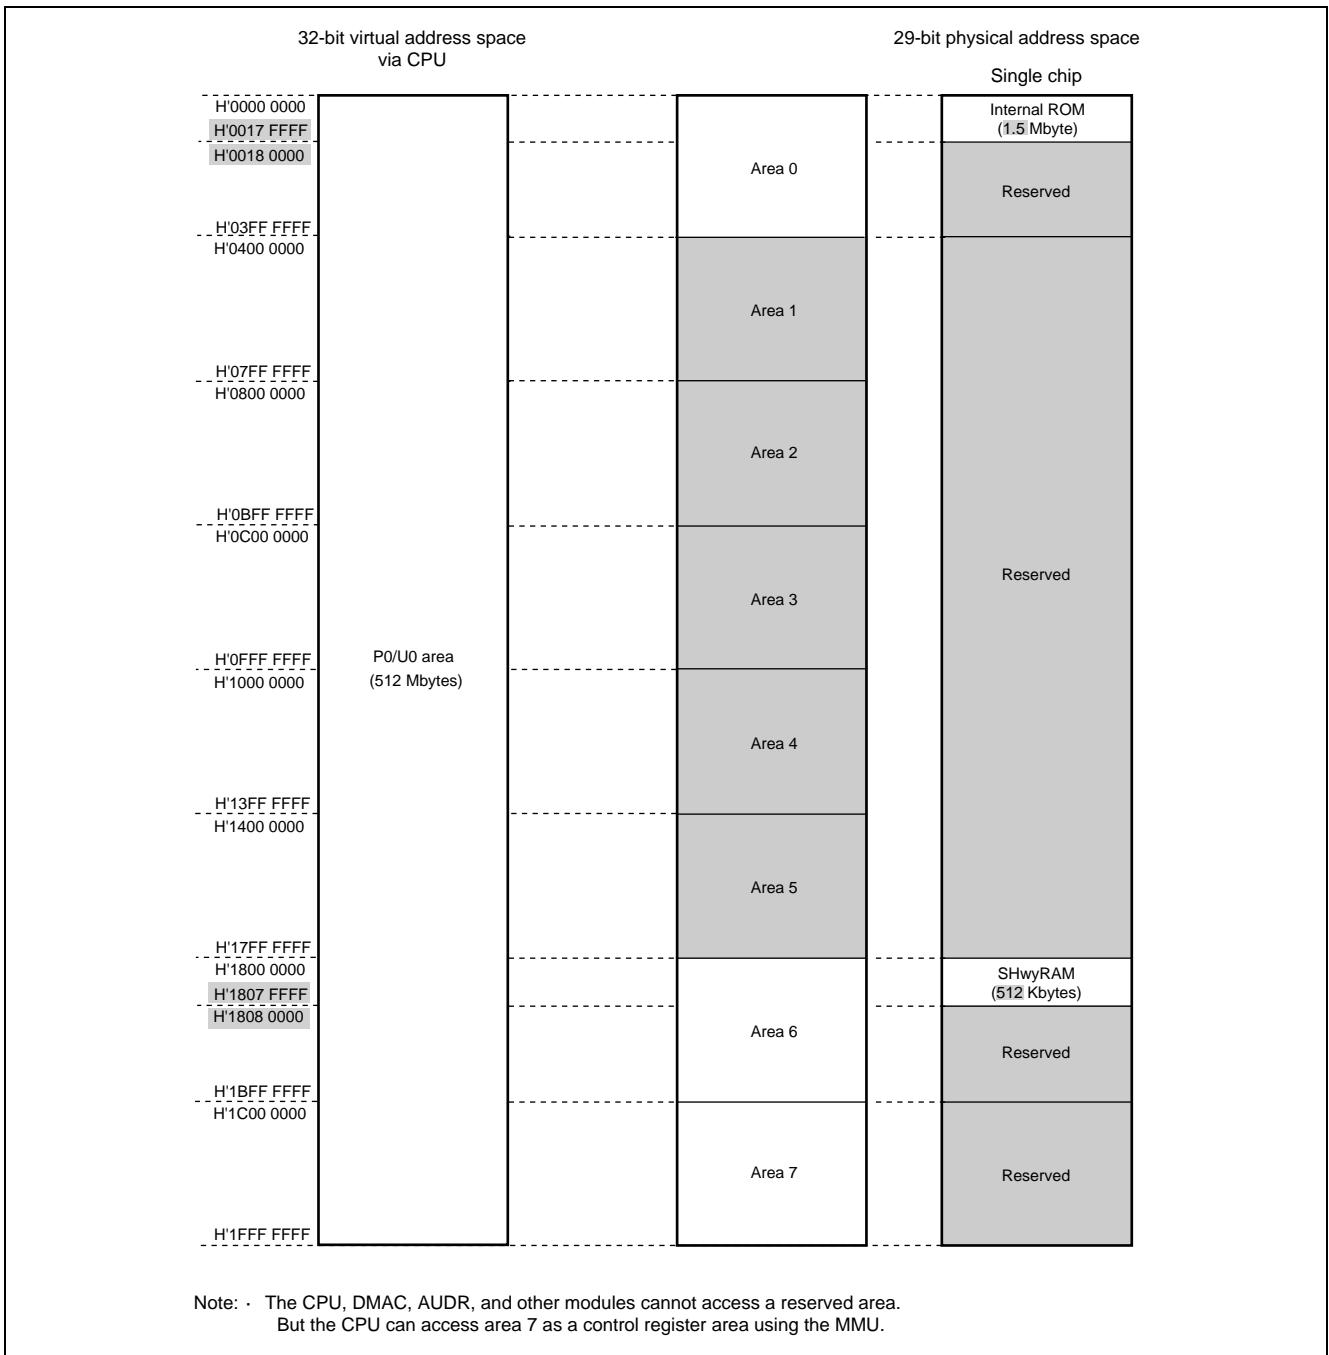 32-bit virtual address space
via CPU
29-bit physical address space
Single chip
H'0000 0000
H'0017 FFFF
H'0018 0000
H'03FF FFFF
H'0400 0000
H'07FF FFFF
H'0800 0000
H'0BFF FFFF
H'0C00 0000
H'0FFF FFFF
H'1000 0000
H'13FF FFFF
H'1400 0000
H'17FF FFFF
H'1800 0000
H'1807 FFFF
H'1808 0000
H'1BFF FFFF
H'1C00 0000
H'1FFF FFFF
P0/U0 area
(512 Mbytes)
Area 0
Area 1
Area 2
Area 3
Area 4
Area 5
Area 6
Area 7
Internal ROM
(1.5 Mbyte)
Reserved
Reserved
SHwyRAM
(512 Kbytes)
Reserved
Reserved
Note: · The CPU, DMAC, AUDR, and other modules cannot access a reserved area.
But the CPU can access area 7 as a control register area using the MMU.